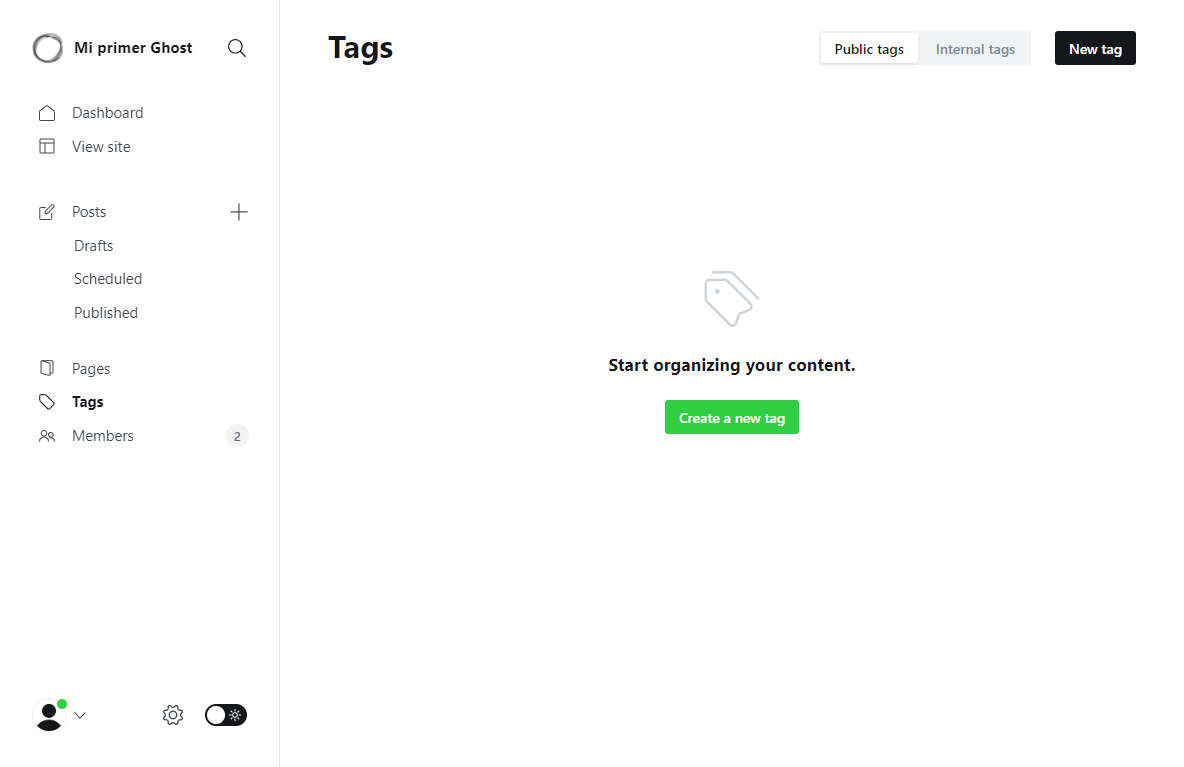 Mi primer Ghost
Dashboard
View site
Posts
Drafts
Scheduled
Published
Pages
Tags
Members 2
Tags
Public tags Internal tags New tag
Start organizing your content.
Create a new tag